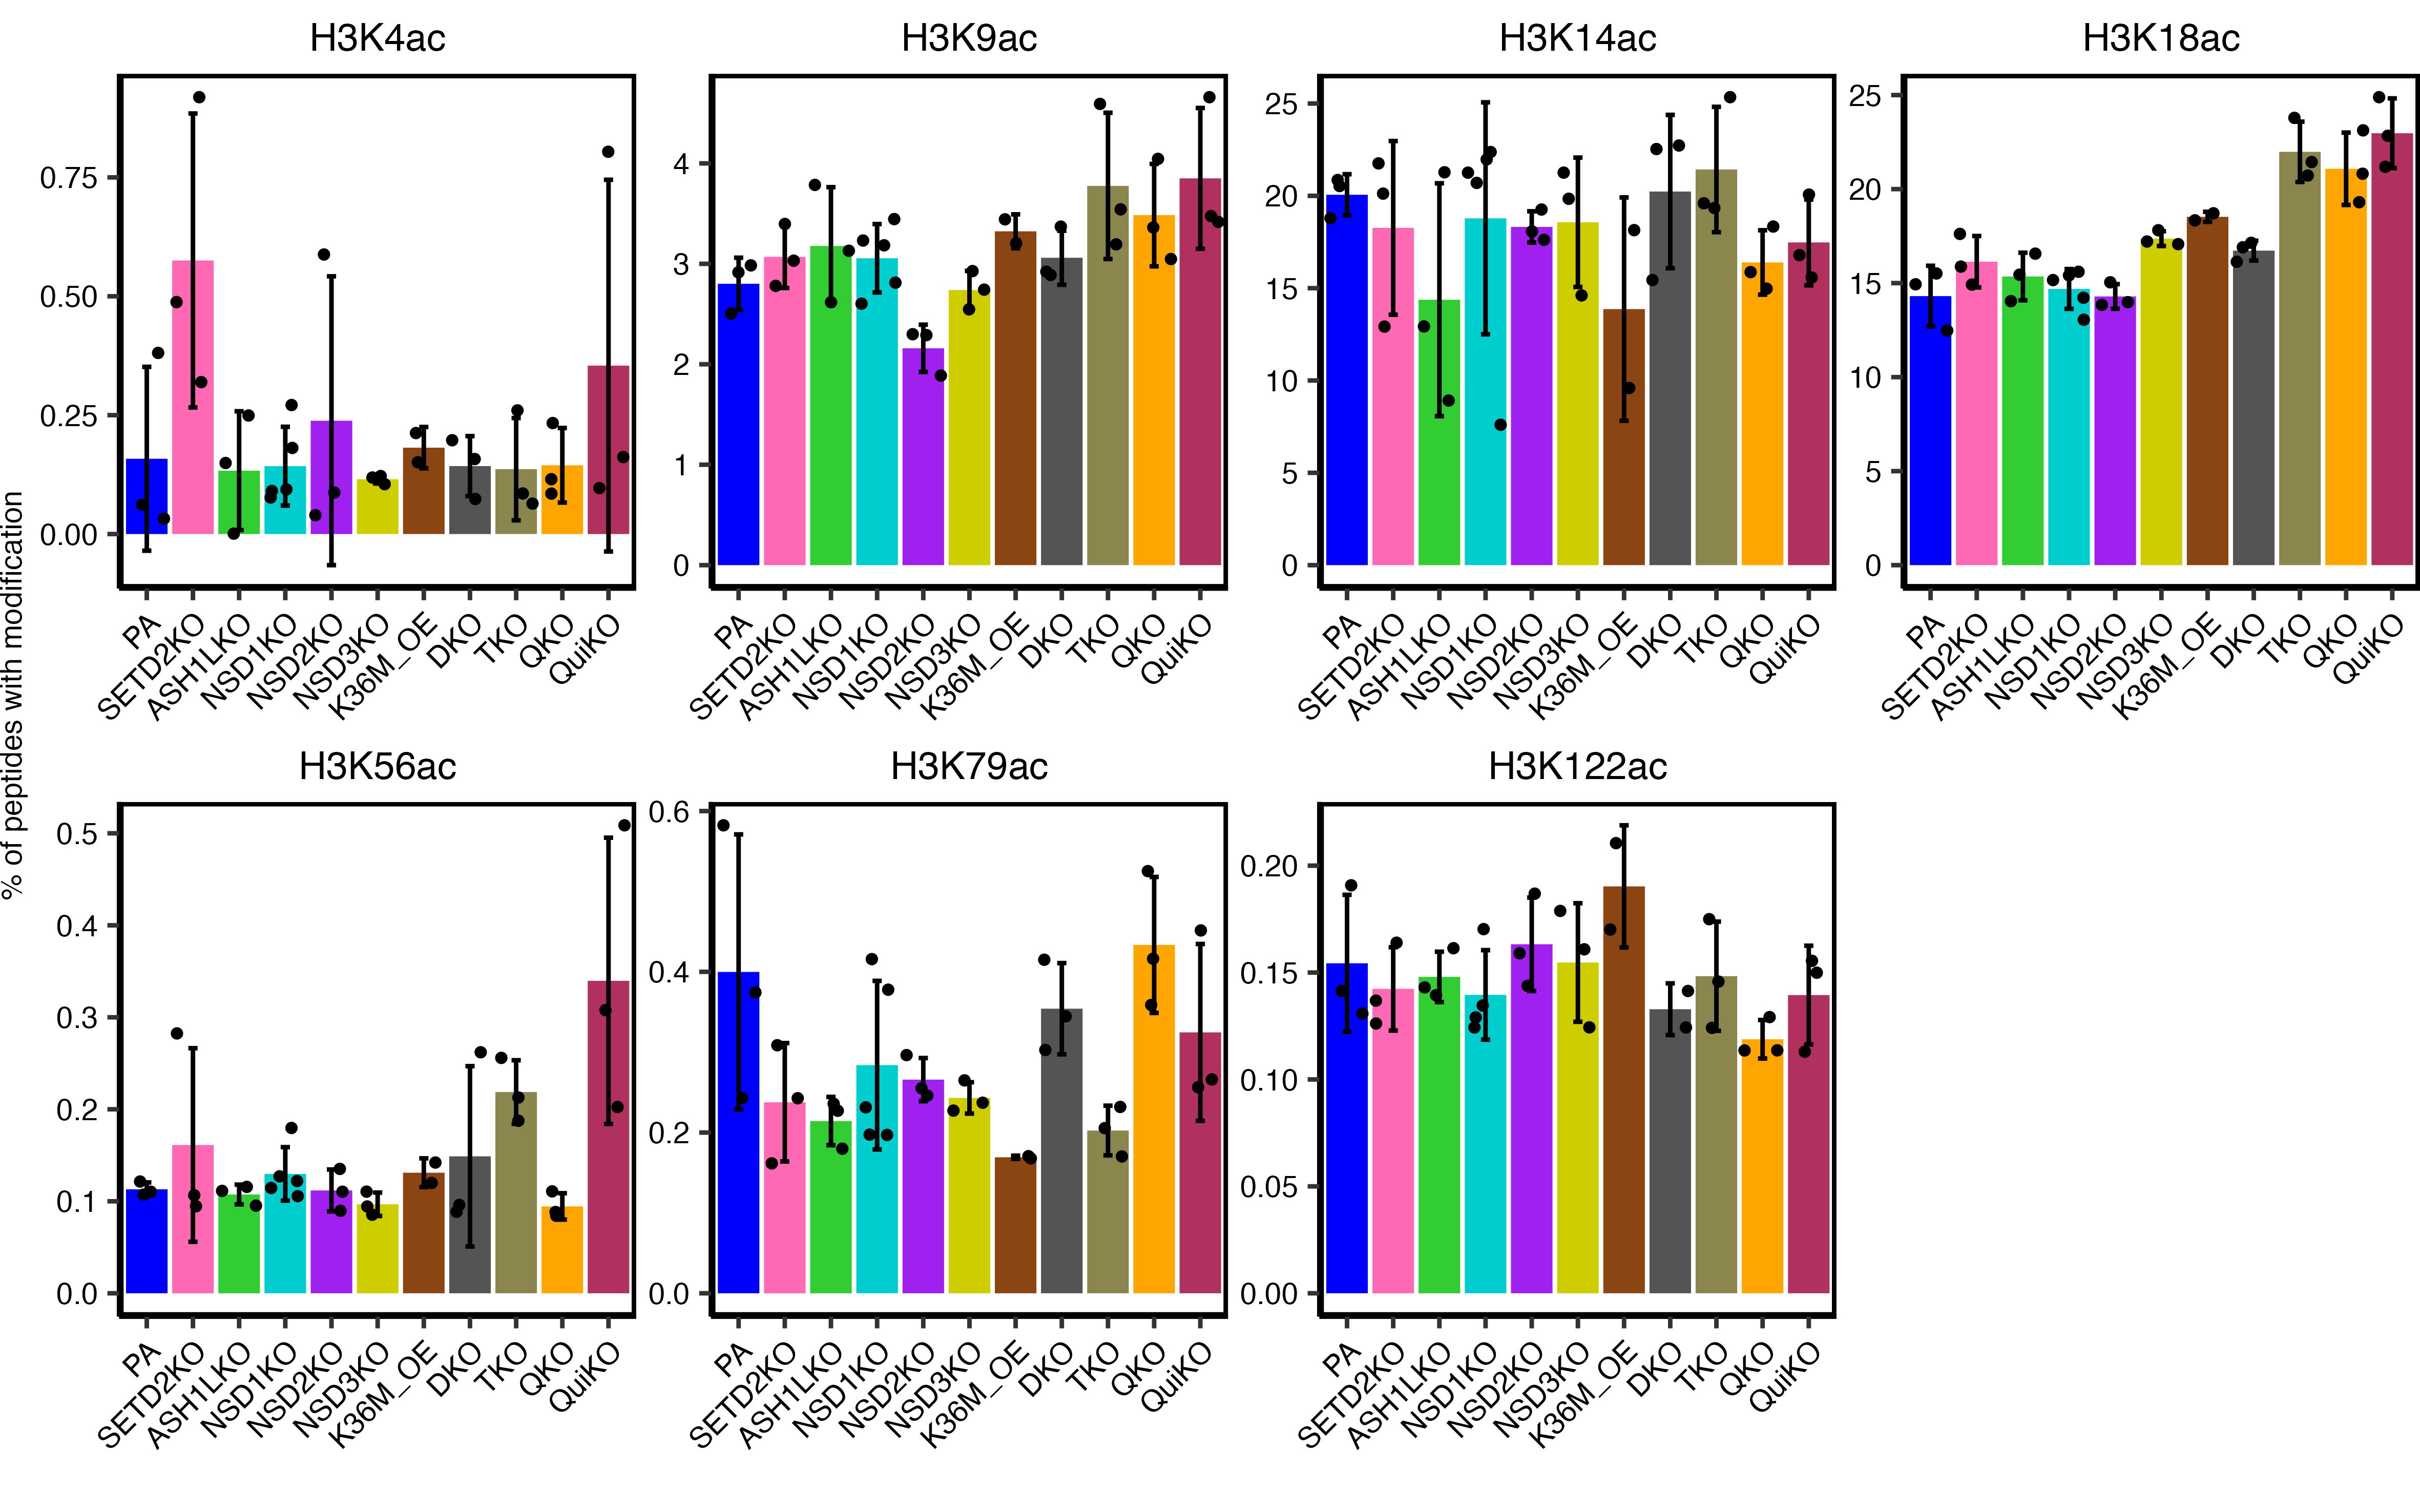 H3K4ac
H3K9ac
H3K14ac
H3K18ac
% of peptides with modification
0.75
0.50
0.25
0.00
4
3
2
1
0
25
20
15
10
5
0
25
20
15
10
5
0
PA
SETD2KO
ASH1LKO
NSD1KO
NSD2KO
NSD3KO
K36M_OE
DKO
TKO
QKO
QuiKO
PA
SETD2KO
ASH1LKO
NSD1KO
NSD2KO
NSD3KO
K36M_OE
DKO
TKO
QKO
QuiKO
PA
SETD2KO
ASH1LKO
NSD1KO
NSD2KO
NSD3KO
K36M_OE
DKO
TKO
QKO
QuiKO
PA
SETD2KO
ASH1LKO
NSD1KO
NSD2KO
NSD3KO
K36M_OE
DKO
TKO
QKO
QuiKO
H3K56ac
H3K79ac
H3K122ac
0.5
0.4
0.3
0.2
0.1
0.0
0.6
0.4
0.2
0.0
0.20
0.15
0.10
0.05
0.00
PA
SETD2KO
ASH1LKO
NSD1KO
NSD2KO
NSD3KO
K36M_OE
DKO
TKO
QKO
QuiKO
PA
SETD2KO
ASH1LKO
NSD1KO
NSD2KO
NSD3KO
K36M_OE
DKO
TKO
QKO
QuiKO
PA
SETD2KO
ASH1LKO
NSD1KO
NSD2KO
NSD3KO
K36M_OE
DKO
TKO
QKO
QuiKO